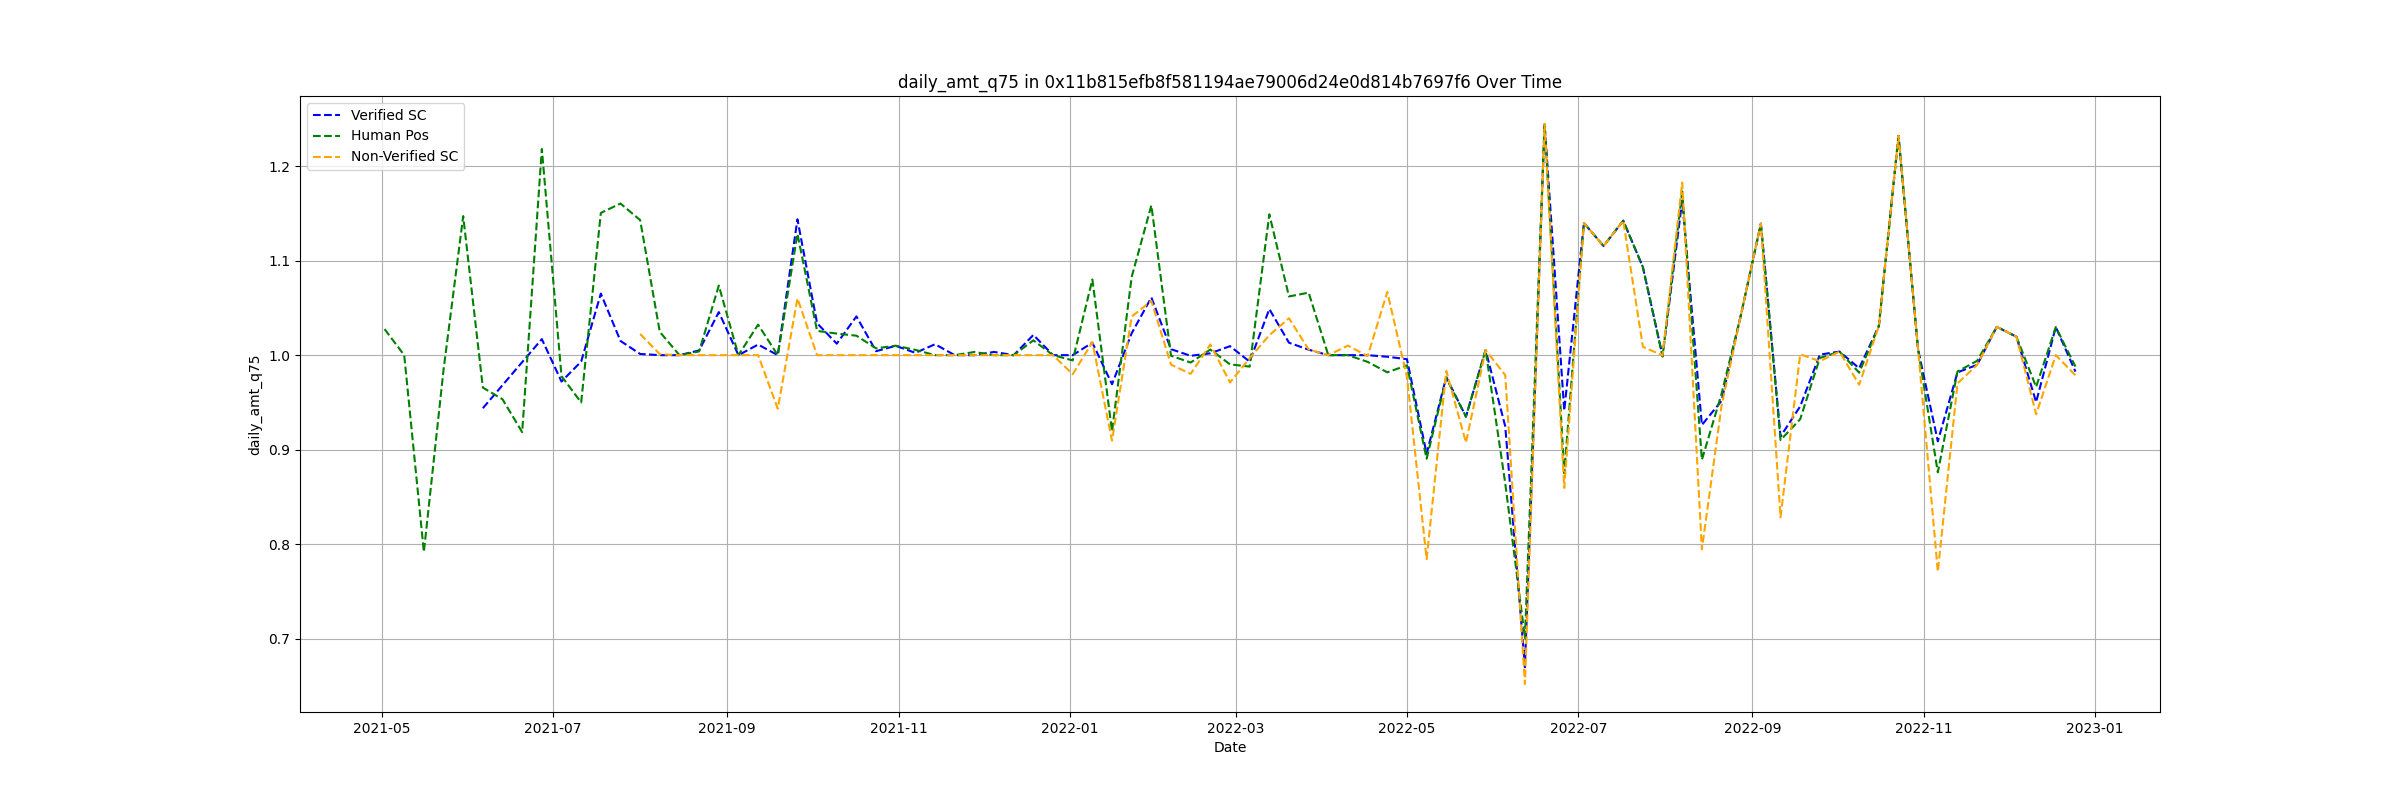 daily_amt_q75 in 0x11b815efb8f581194ae79006d24e0d814b7697f6 Over Time
Verified SC
Human Pos
Non-Verified SC
daily_amt_q75
1.2
1.1
1.0
0.9
0.8
0.7
2021-05 2021-07 2021-09 2021-11 2022-01 2022-03 2022-05 2022-07 2022-09 2022-11 2023-01
Date